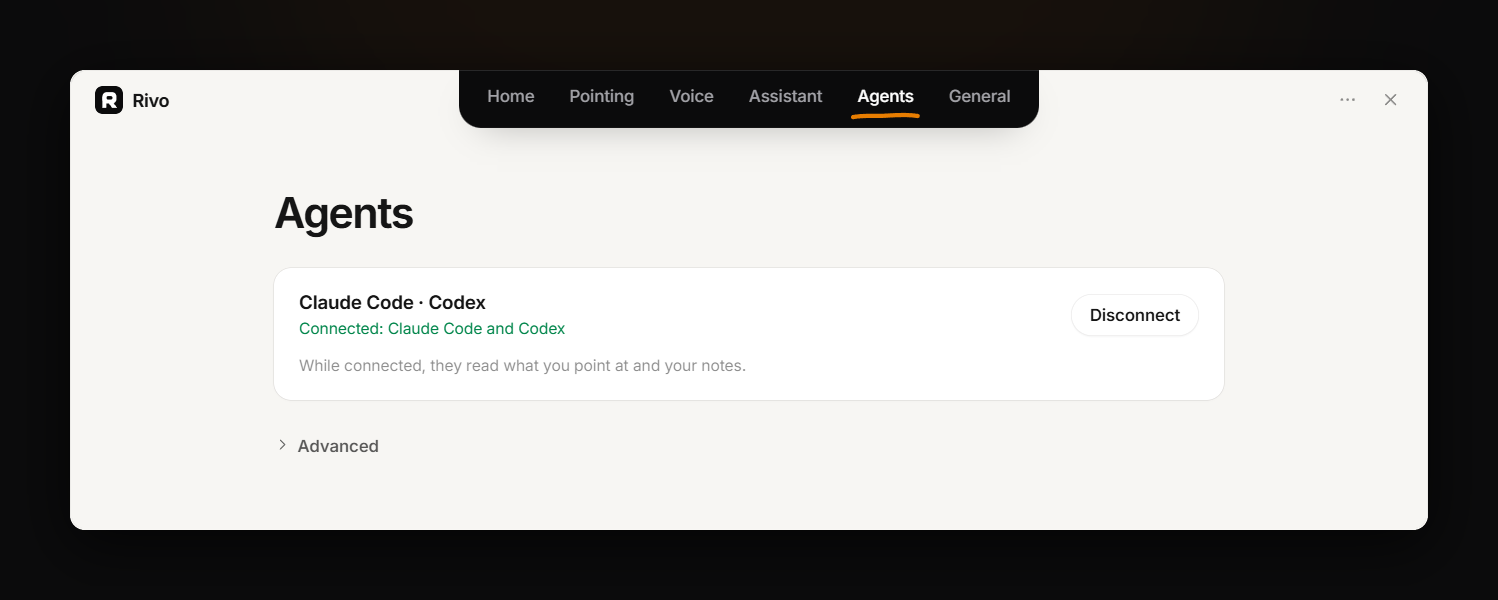 Rivo
Home Pointing Voice Assistant Agents General
Agents
Claude Code · Codex
Connected: Claude Code and Codex
Disconnect
While connected, they read what you point at and your notes.
Advanced